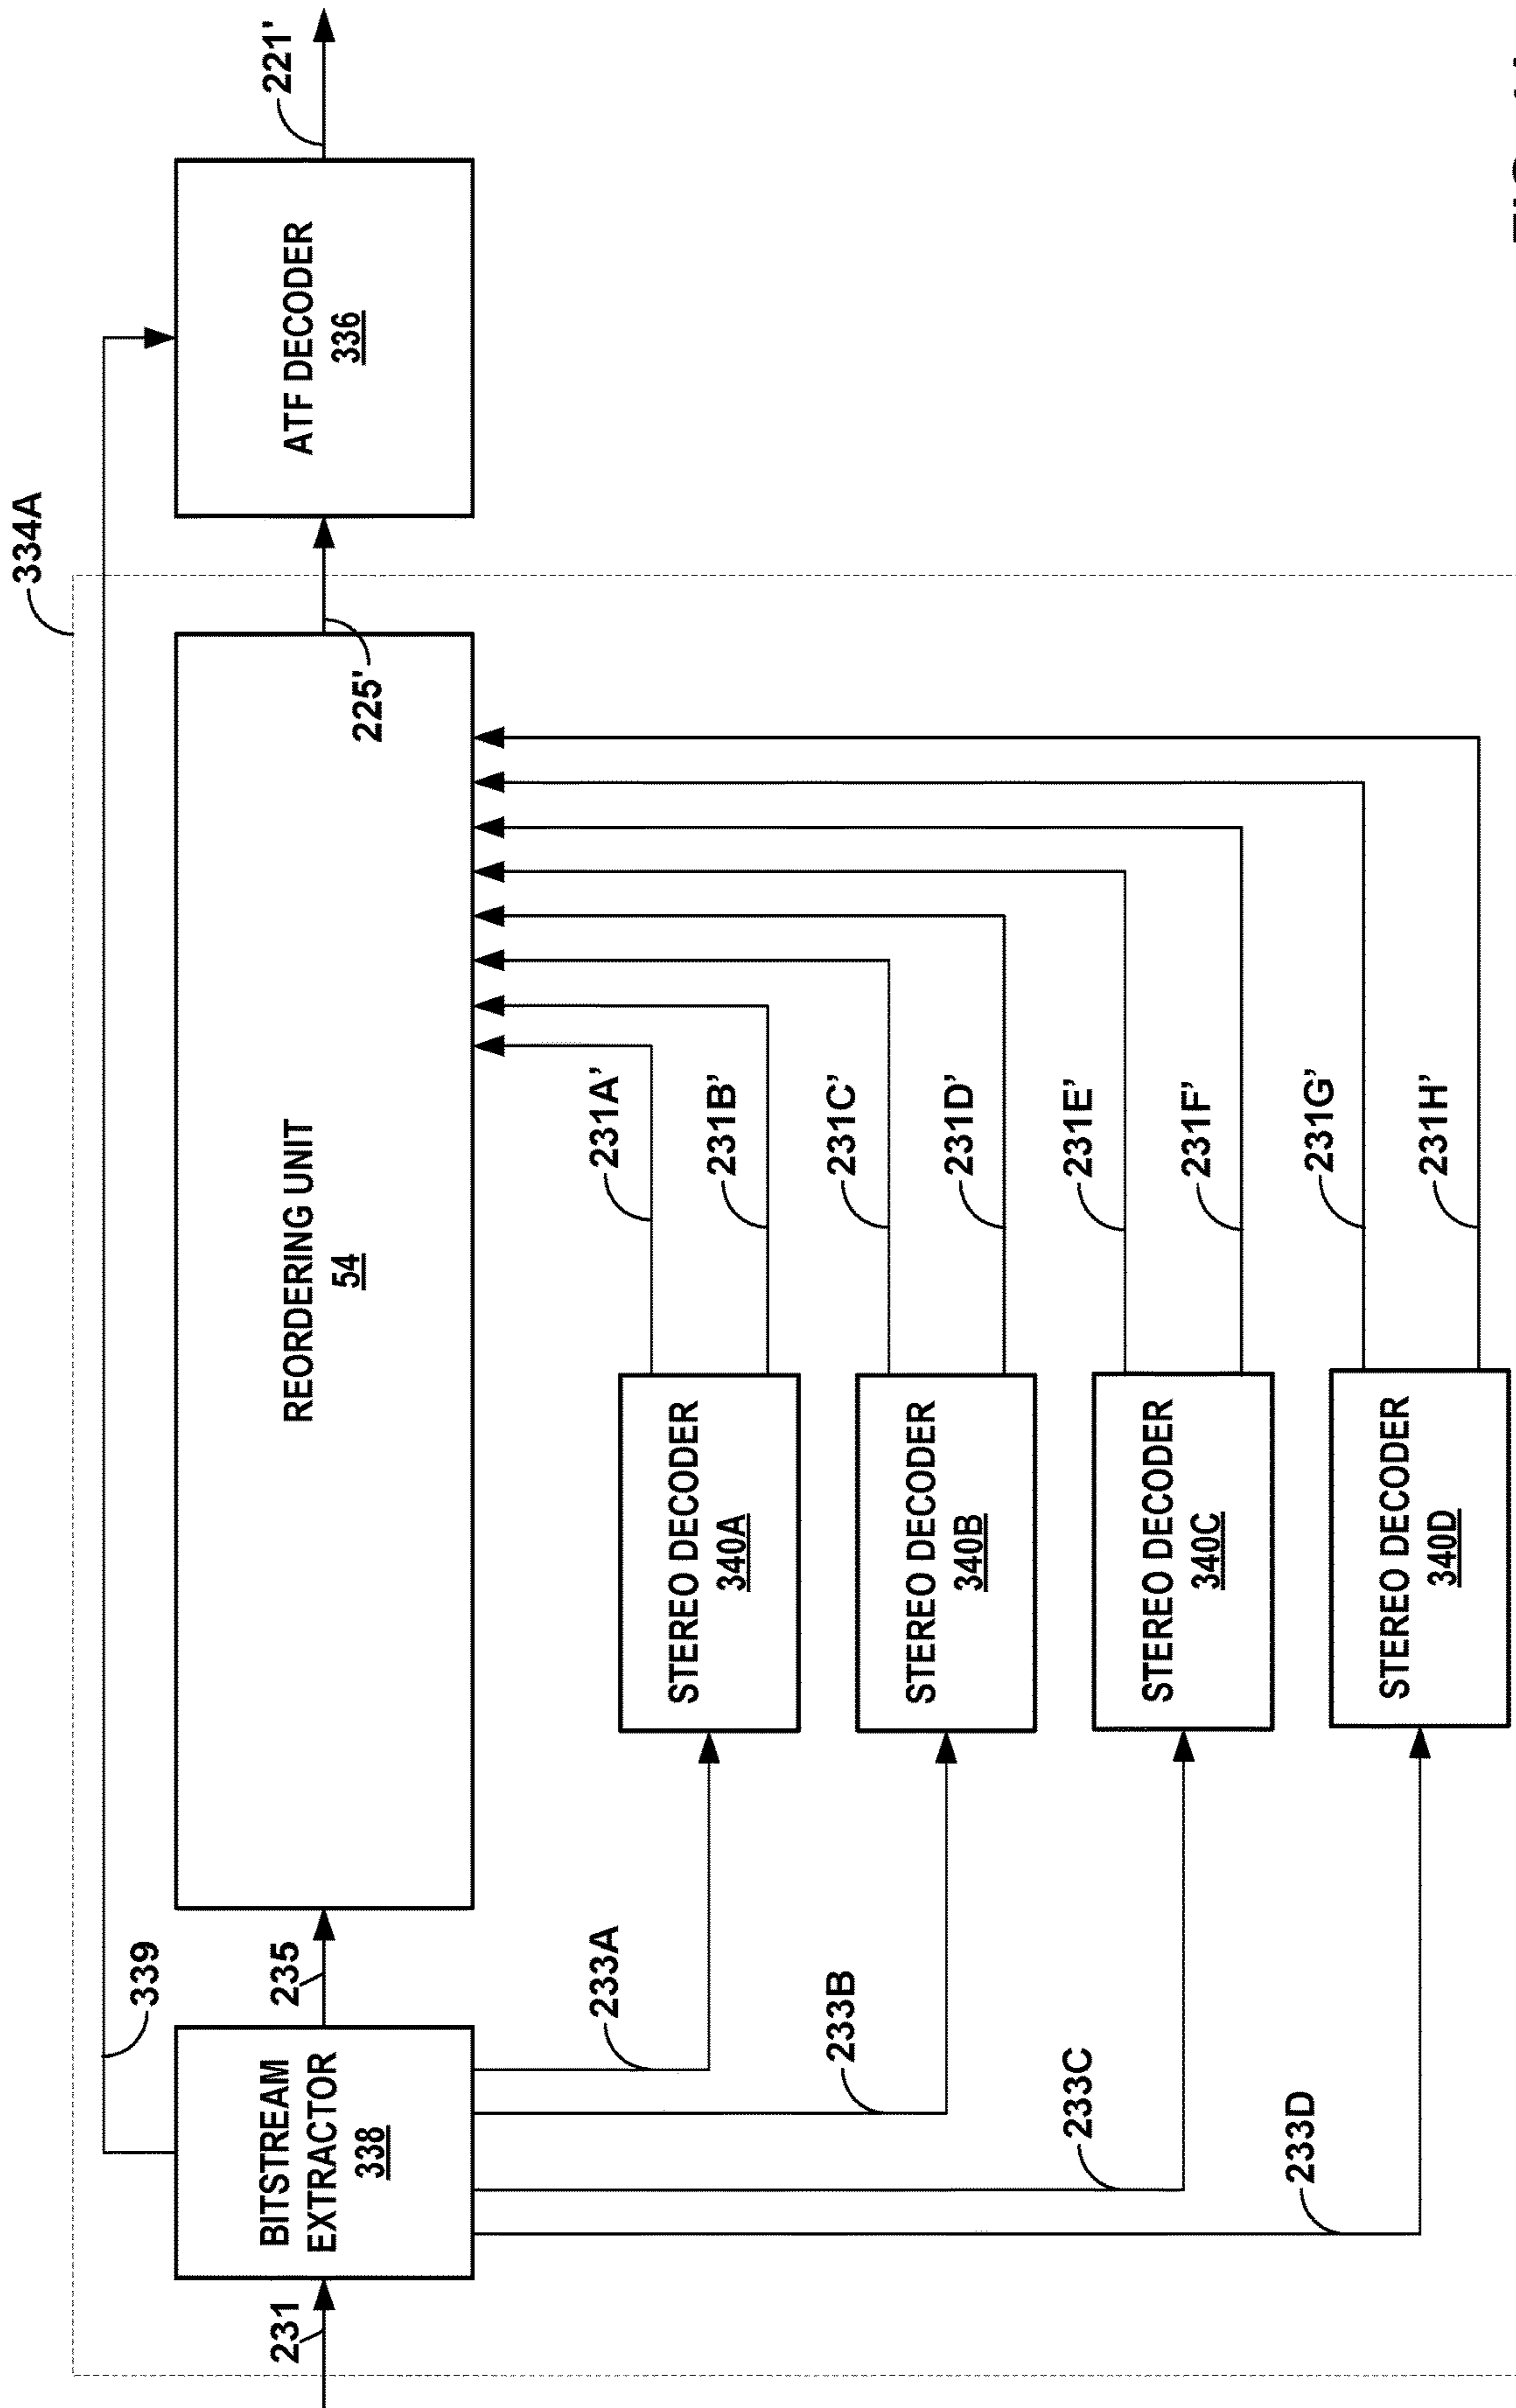 334A
339
221'
231
BITSTREAM
EXTRACTOR
338
235
REORDERING UNIT
54
225'
ATF DECODER
336
233A
STEREO DECODER
340A
231A’
231B’
233B
STEREO DECODER
340B
231C’
231D’
233C
STEREO DECODER
340C
231E’
231F’
233D
STEREO DECODER
340D
231G’
231H’